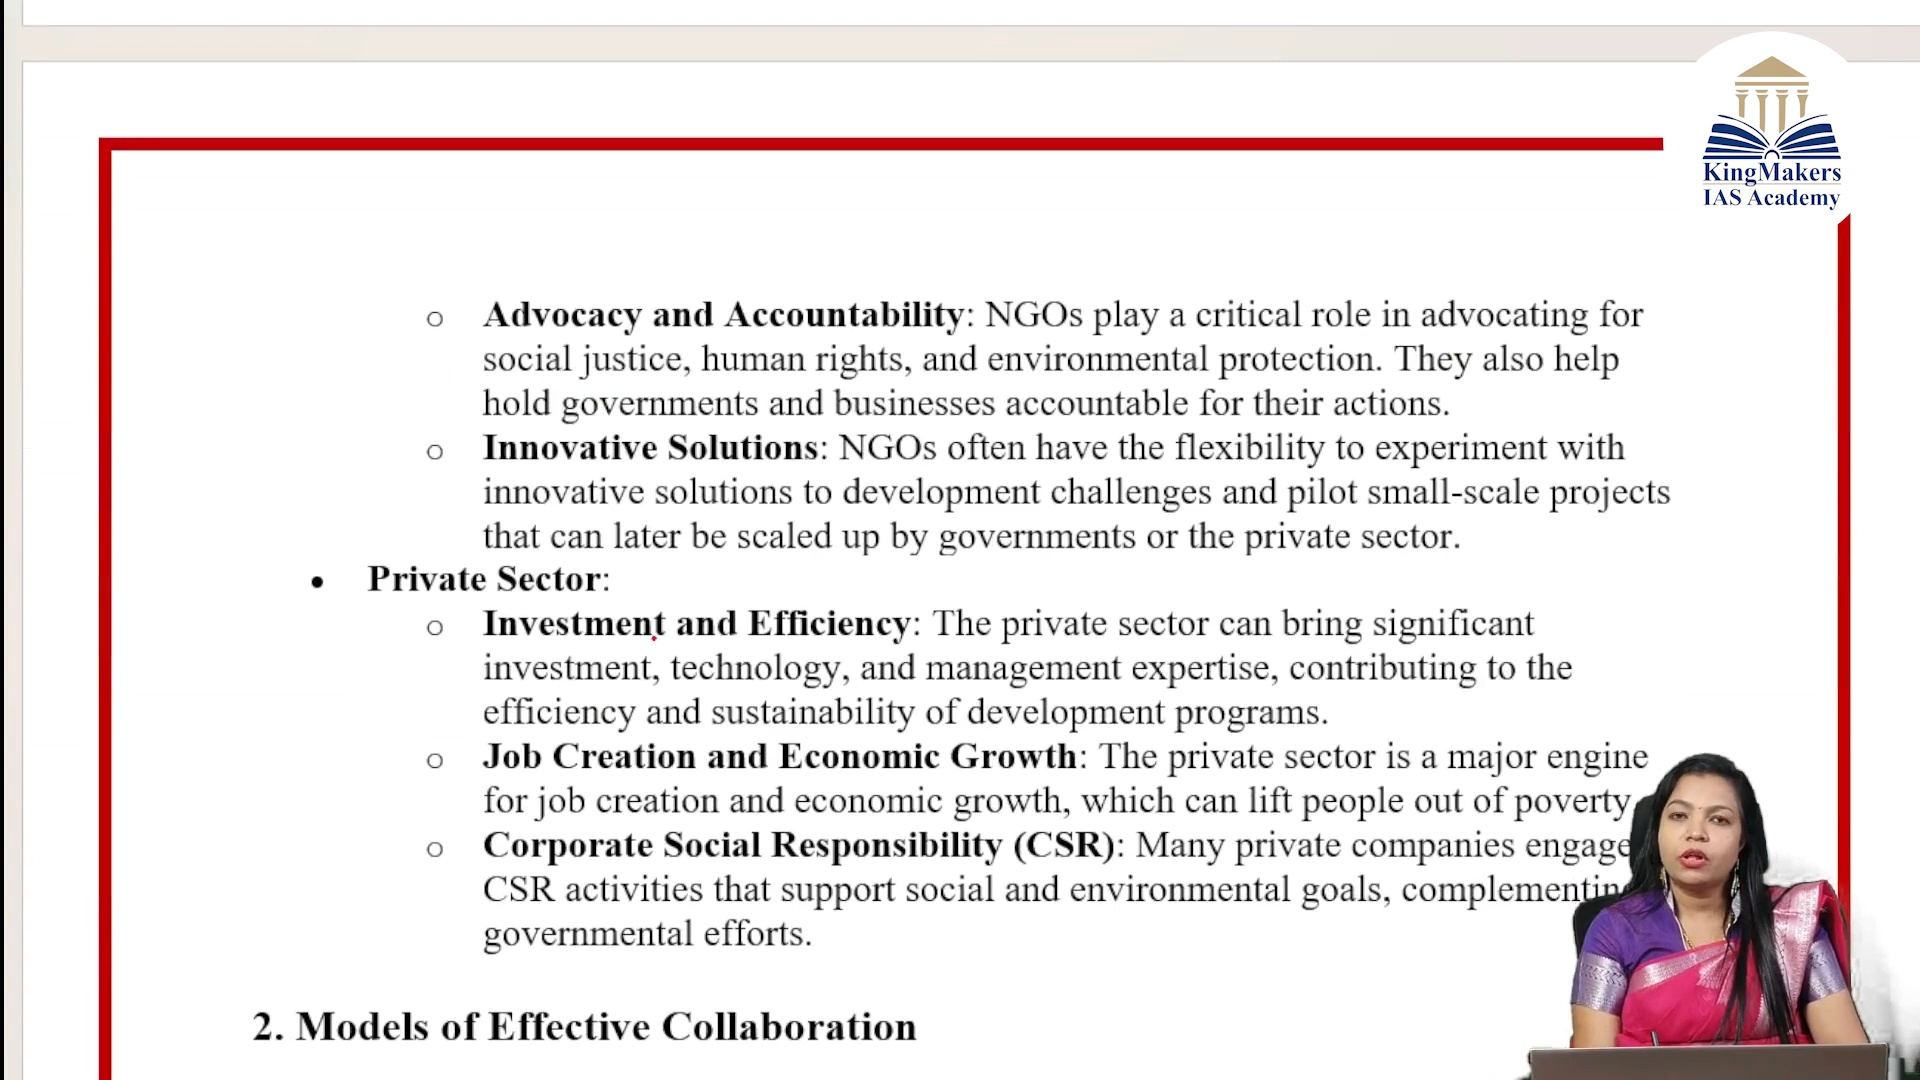 KingMakers
IAS Academy
o Advocacy and Accountability: NGOs play a critical role in advocating for
social justice, human rights, and environmental protection. They also help
hold governments and businesses accountable for their actions.
o Innovative Solutions: NGOs often have the flexibility to experiment with
innovative solutions to development challenges and pilot small-scale projects
that can later be scaled up by governments or the private sector.
• Private Sector:
o Investment and Efficiency: The private sector can bring significant
investment, technology, and management expertise, contributing to the
efficiency and sustainability of development programs.
o Job Creation and Economic Growth: The private sector is a major engine
for job creation and economic growth, which can lift people out of poverty
o Corporate Social Responsibility (CSR): Many private companies engage
CSR activities that support social and environmental goals, complementing
governmental efforts.
2. Models of Effective Collaboration